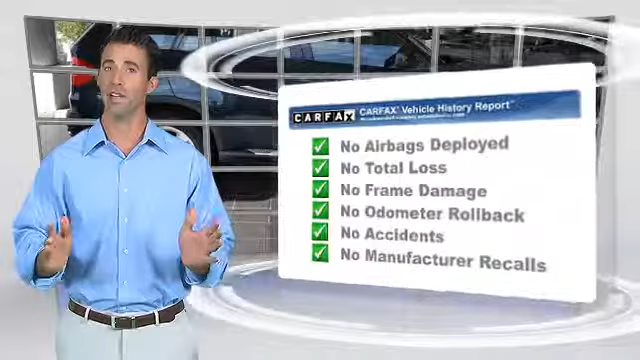 CARFAX CARFAX Vehicle History Report™
No Airbags Deployed
No Total Loss
No Frame Damage
No Odometer Rollback
No Accidents
No Manufacturer Recalls